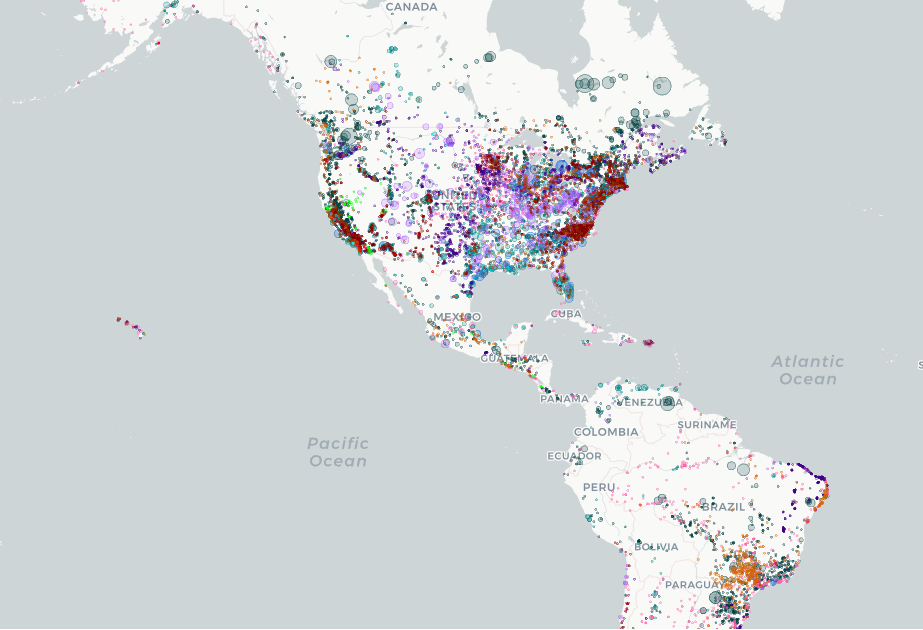 CANADA
UNITED
STATES
MEXICO
CUBA
GUATEMALA
Atlantic
Ocean
PANAMA
VENEZUELA
COLOMBIA
SURINAME
Pacific
Ocean
ECUADOR
PERU
BRAZIL
BOLIVIA
PARAGUAY